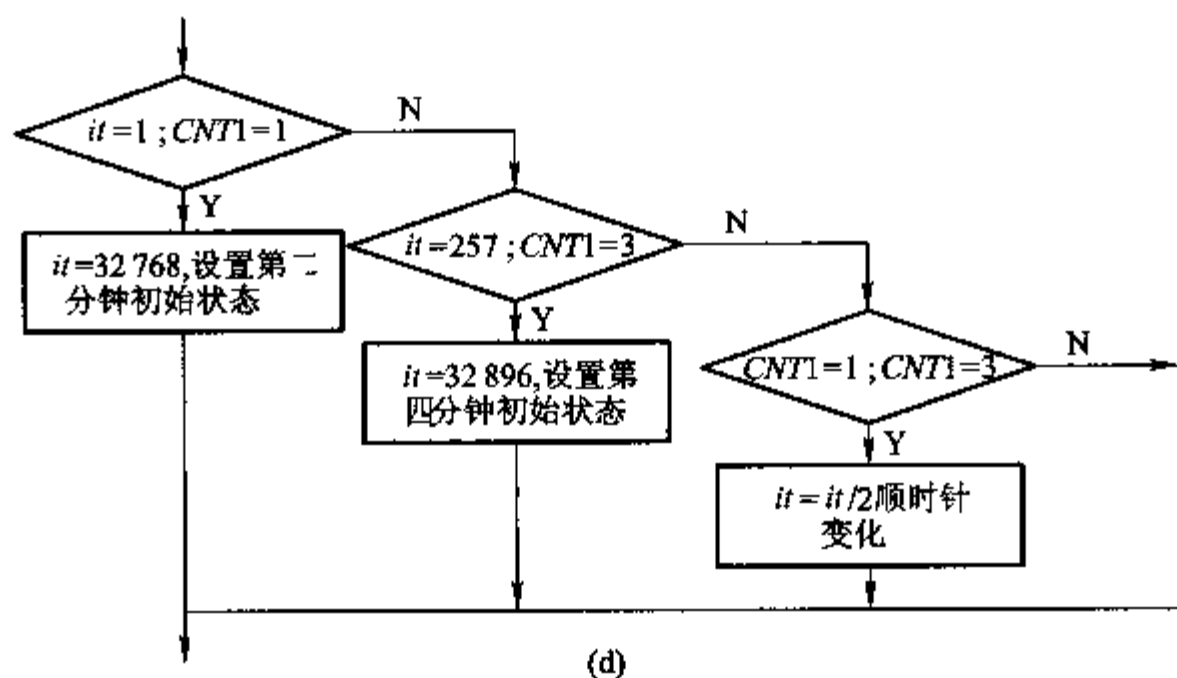 it=1;CNT1=1
N
Y
it=32 768,设置第二
分钟初始状态
it=257;CNT1=3
N
Y
it=32 896,设置第
四分钟初始状态
CNT1=1;CNT1=3
N
Y
it=it/2顺时针
变化
(d)